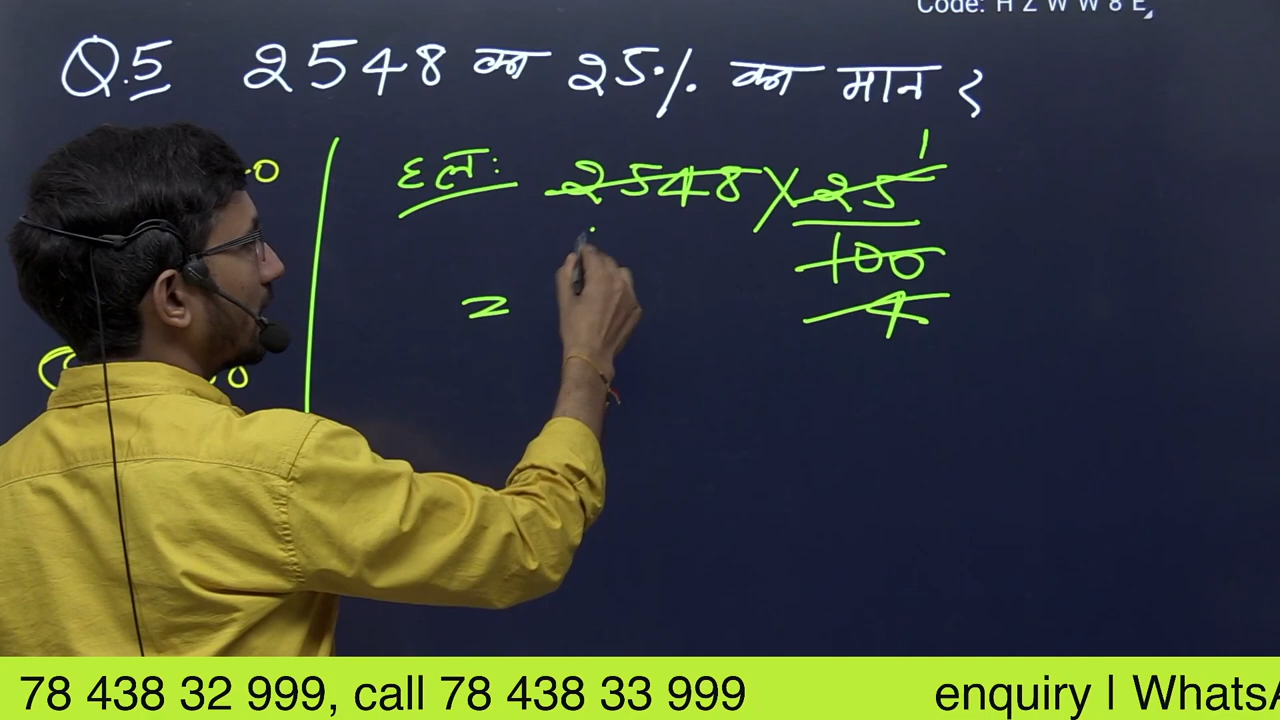 Code: H Z W W 8 E
Q.5 2548 का 25% का मान ?
हल: 2548 X 25 1
100
= 4
78 438 32 999, call 78 438 33 999 enquiry | WhatsA